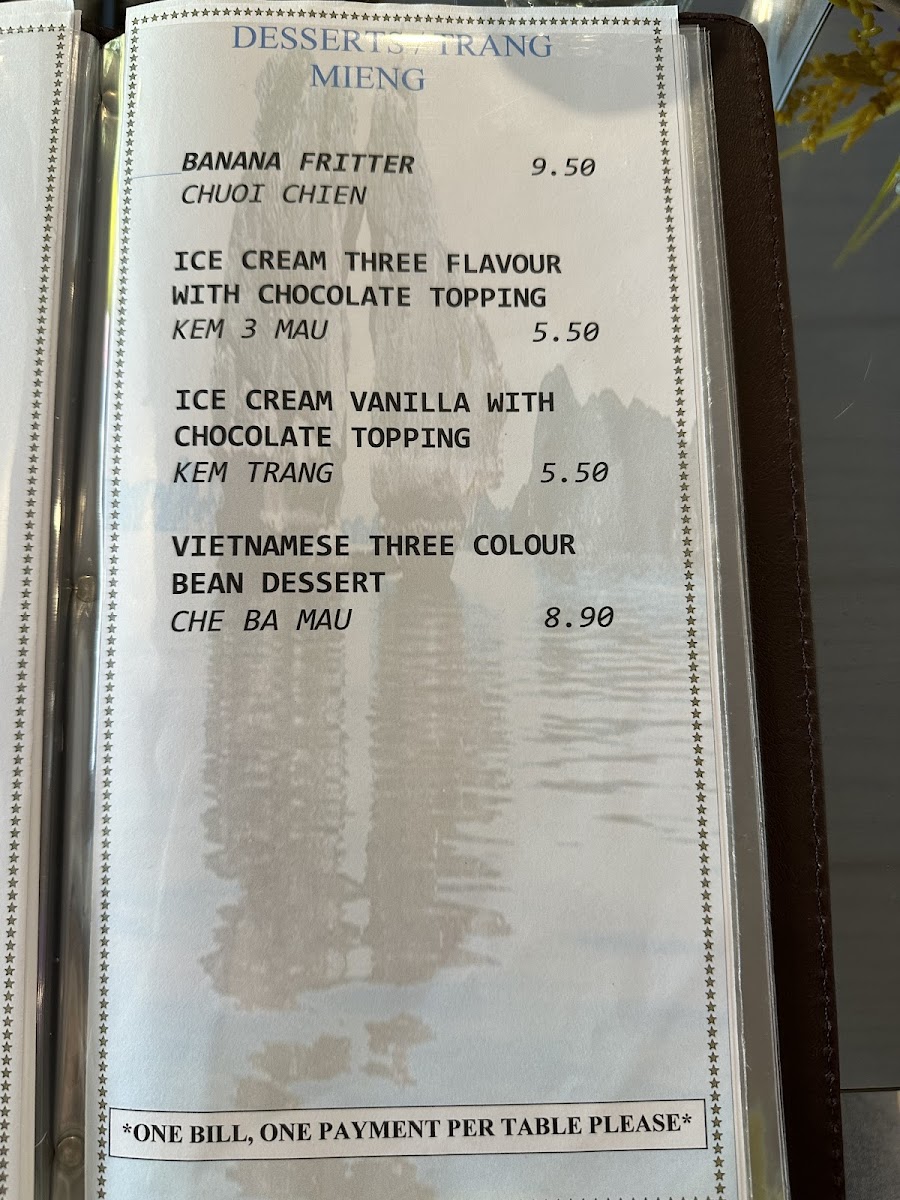 DESSERTS / TRANG
MIENG
BANANA FRITTER 9.50
CHUOI CHIEN
ICE CREAM THREE FLAVOUR
WITH CHOCOLATE TOPPING
KEM 3 MAU 5.50
ICE CREAM VANILLA WITH
CHOCOLATE TOPPING
KEM TRANG 5.50
VIETNAMESE THREE COLOUR
BEAN DESSERT
CHE BA MAU 8.90
*ONE BILL, ONE PAYMENT PER TABLE PLEASE*